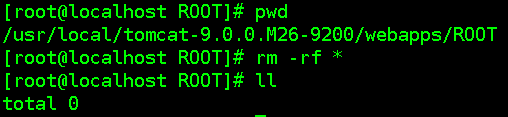 [root@localhost ROOT]# pwd
/usr/local/tomcat-9.0.0.M26-9200/webapps/ROOT
[root@localhost ROOT]# rm -rf *
[root@localhost ROOT]# ll
total 0